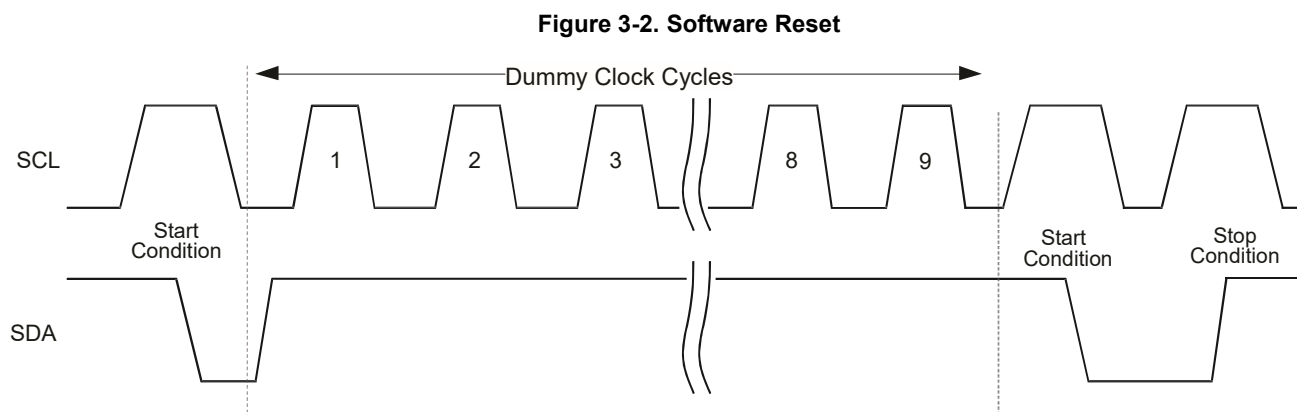 Figure 3-2. Software Reset
Dummy Clock Cycles
SCL
1
2
3
8
9
Start
Condition
Start
Condition
Stop
Condition
SDA